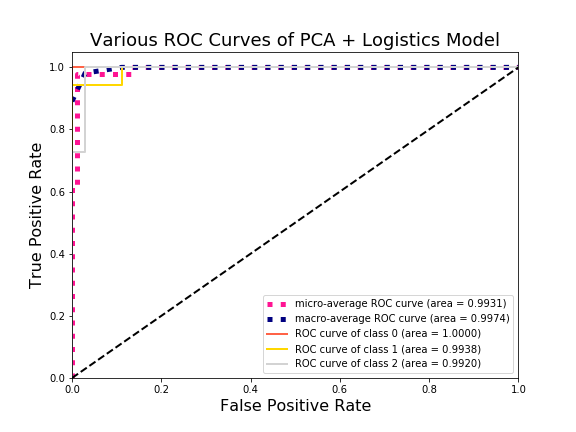 Various ROC Curves of PCA + Logistics Model
1.0
0.8
0.6
0.4
0.2
0.0
True Positive Rate
micro-average ROC curve (area = 0.9931)
macro-average ROC curve (area = 0.9974)
ROC curve of class 0 (area = 1.0000)
ROC curve of class 1 (area = 0.9938)
ROC curve of class 2 (area = 0.9920)
0.0 0.2 0.4 0.6 0.8 1.0
False Positive Rate